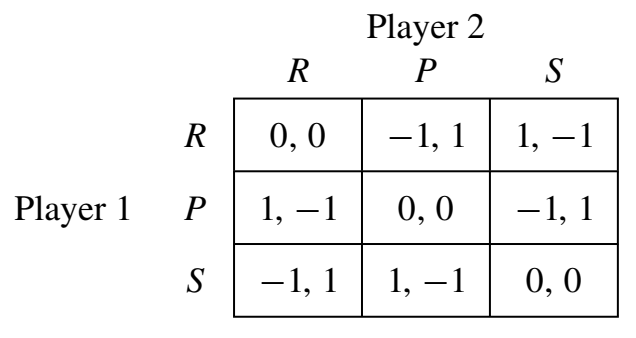 Player 2
R P S
R 0, 0 −1, 1 1, −1
Player 1 P 1, −1 0, 0 −1, 1
S −1, 1 1, −1 0, 0